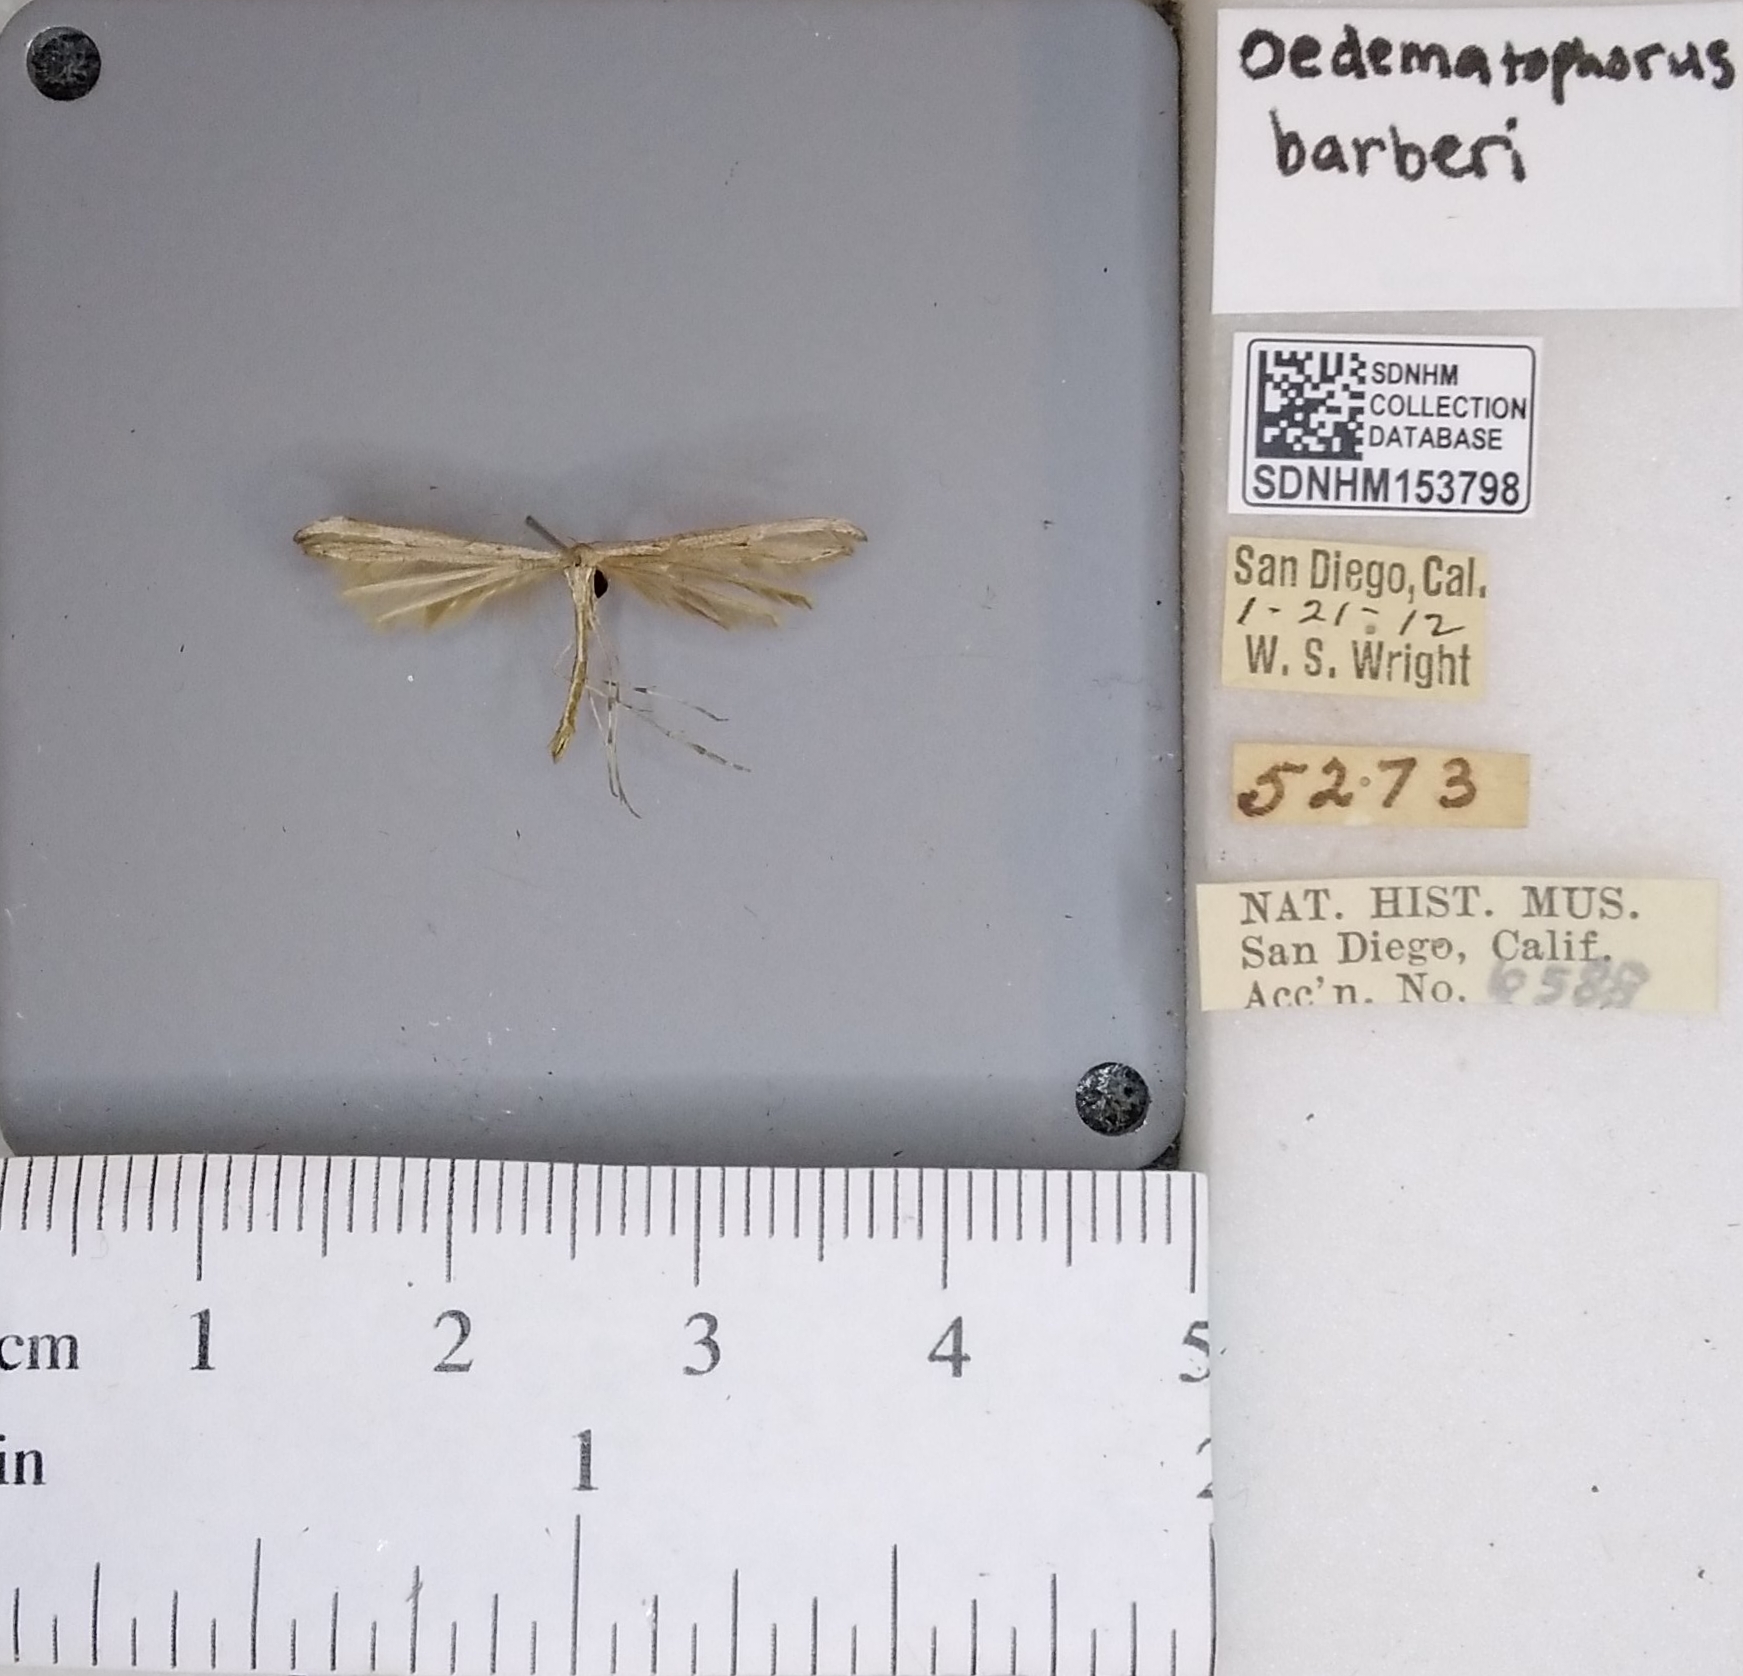 Oedematophorus
barberi
SDNHM
COLLECTION
DATABASE
SDNHM153798
San Diego, Cal.
1-21-12
W. S. Wright
5273
NAT. HIST. MUS.
San Diego, Calif.
Acc'n. No.
cm 1 2 3 4 5
in 1 2